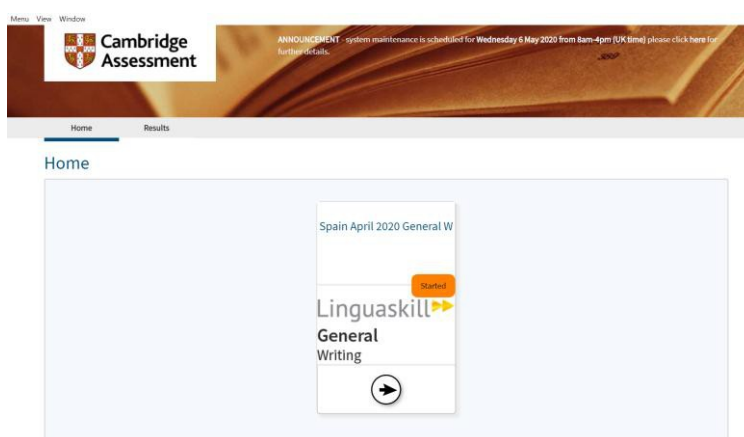 Menu View Window
Cambridge
Assessment
ANNOUNCEMENT - system maintenance is scheduled for Wednesday 6 May 2020 from 8am-4pm (UK time) please click here for
further details.
Home Results
Home
Spain April 2020 General W
Started
Linguaskill
General
Writing